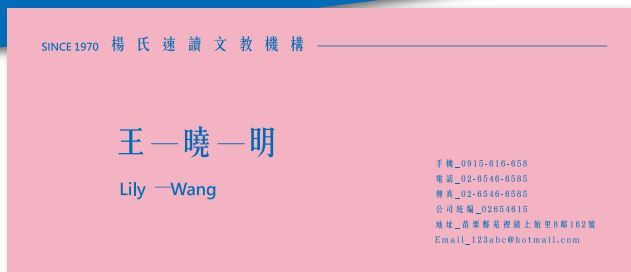 SINCE 1970 楊氏速讀文教機構
王—曉—明
Lily —Wang
手機_0915-616-658
電話_02-6546-6585
傳真_02-6546-6585
公司統編_02654615
地址_苗栗縣苑裡鎮上館里8鄰162號
Email_123abc@hotmail.com